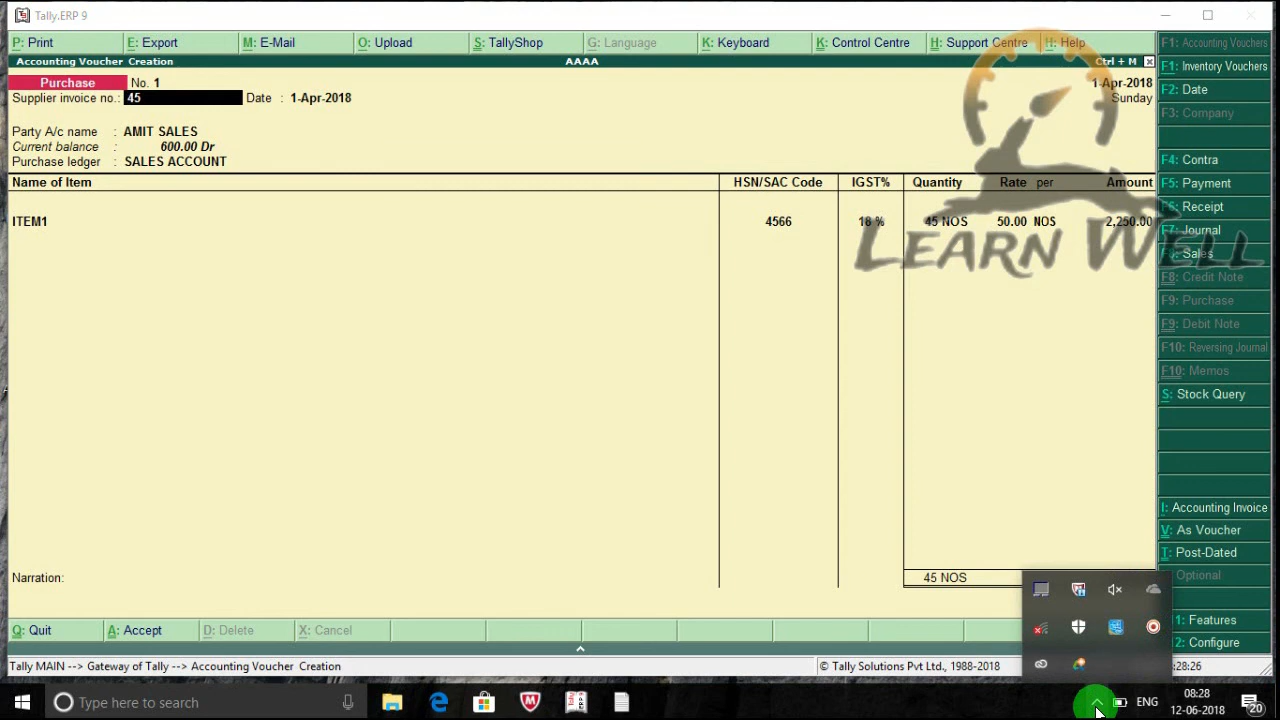 Tally.ERP 9
P: Print E: Export M: E-Mail O: Upload S: TallyShop G: Language K: Keyboard K: Control Centre H: Support Centre H: Help
F1: Accounting Vouchers
Accounting Voucher Creation AAAA Ctrl + M
F1: Inventory Vouchers
Purchase No. 1 1-Apr-2018
F2: Date
Supplier invoice no.: 45 Date : 1-Apr-2018 Sunday
F3: Company
Party A/c name : AMIT SALES
Current balance : 600.00 Dr
Purchase ledger : SALES ACCOUNT
F4: Contra
Name of Item HSN/SAC Code IGST% Quantity Rate per Amount
F5: Payment
F6: Receipt
ITEM1 4566 18 % 45 NOS 50.00 NOS 2,250.00
F7: Journal
LEARN WELL
F8: Sales
F8: Credit Note
F9: Purchase
F9: Debit Note
F10: Reversing Journal
F10: Memos
S: Stock Query
I: Accounting Invoice
V: As Voucher
T: Post-Dated
Optional
Narration: 45 NOS
1: Features
Q: Quit A: Accept D: Delete X: Cancel
2: Configure
Tally MAIN --> Gateway of Tally --> Accounting Voucher Creation © Tally Solutions Pvt Ltd., 1988-2018 :28:26
Type here to search
ENG
08:28
12-06-2018
20